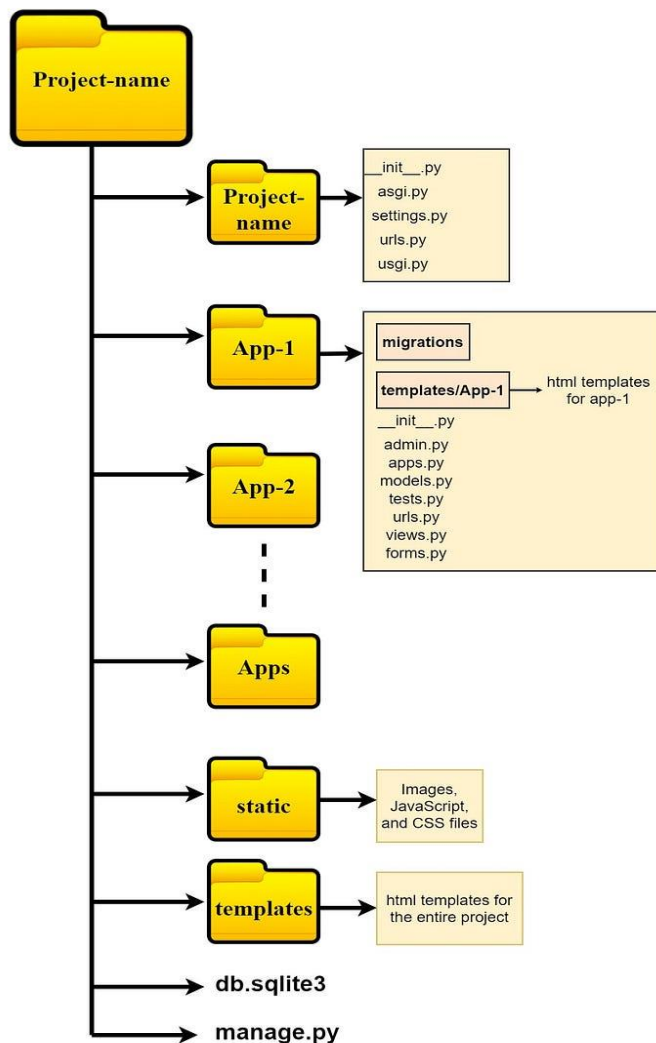 Project-name
Project-
name
__init__.py
asgi.py
settings.py
urls.py
usgi.py
App-1
migrations
templates/App-1
html templates
for app-1
__init__.py
admin.py
apps.py
models.py
tests.py
urls.py
views.py
forms.py
App-2
Apps
static
Images,
JavaScript,
and CSS files
templates
html templates for
the entire project
db.sqlite3
manage.py